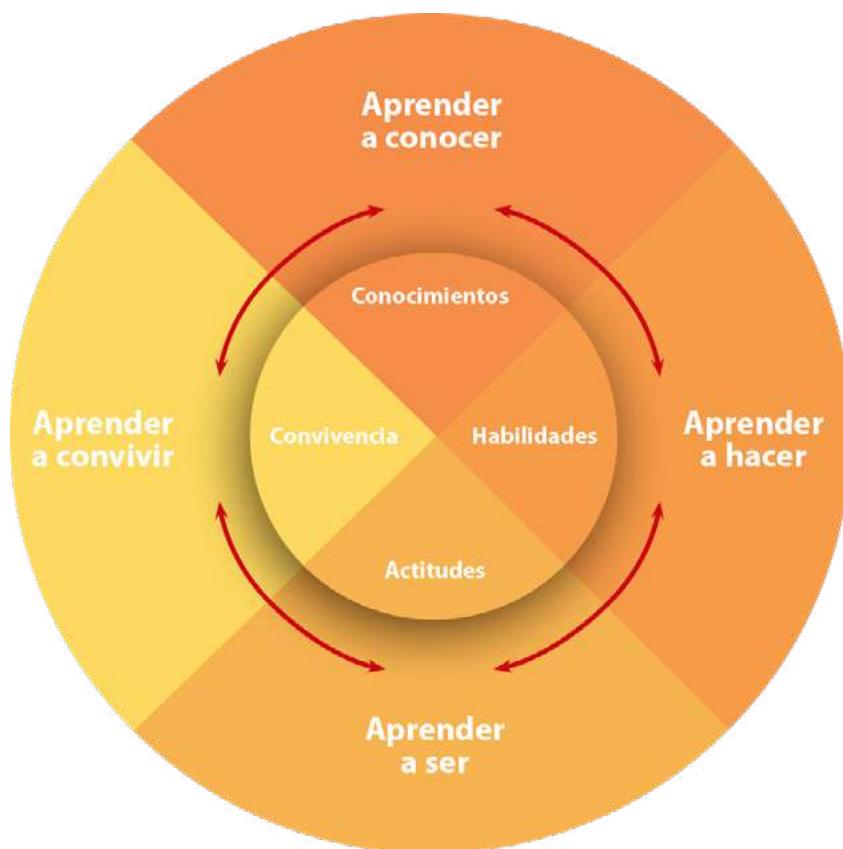 Aprender
a conocer
Conocimientos
Aprender
a convivir
Convivencia
Habilidades
Aprender
a hacer
Actitudes
Aprender
a ser